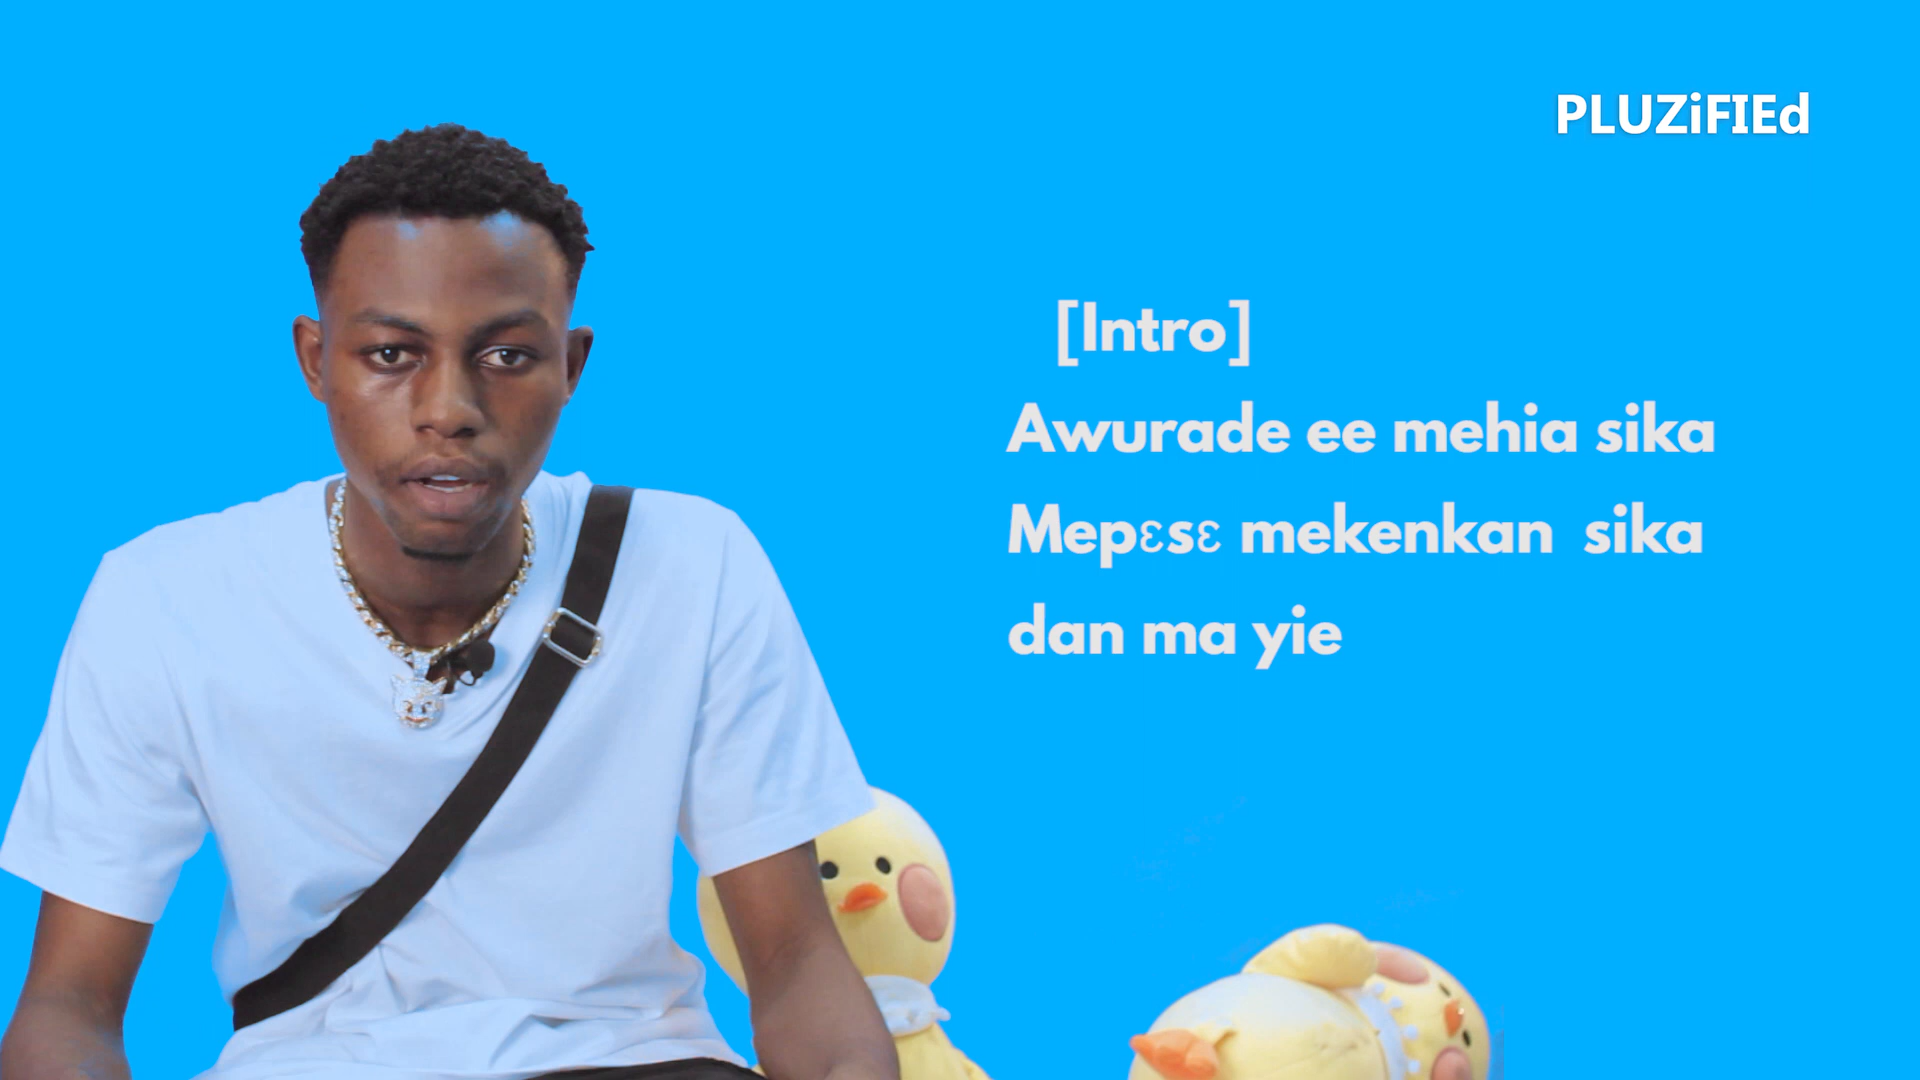 PLUZiFIEd
[Intro]
Awurade ee mehia sika
Mepɛsɛ mekenkan sika
dan ma yie